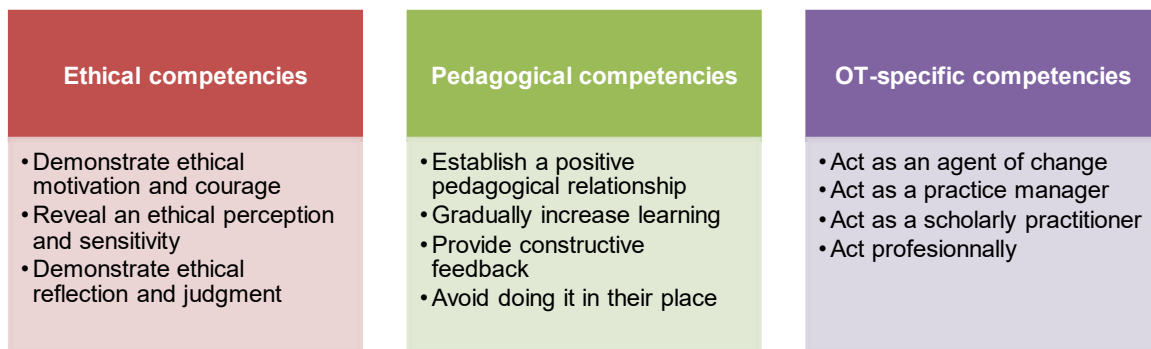 Ethical competencies
• Demonstrate ethical
motivation and courage
• Reveal an ethical perception
and sensitivity
• Demonstrate ethical
reflection and judgment
Pedagogical competencies
• Establish a positive
pedagogical relationship
• Gradually increase learning
• Provide constructive
feedback
• Avoid doing it in their place
OT-specific competencies
• Act as an agent of change
• Act as a practice manager
• Act as a scholarly practitioner
• Act profesionnally